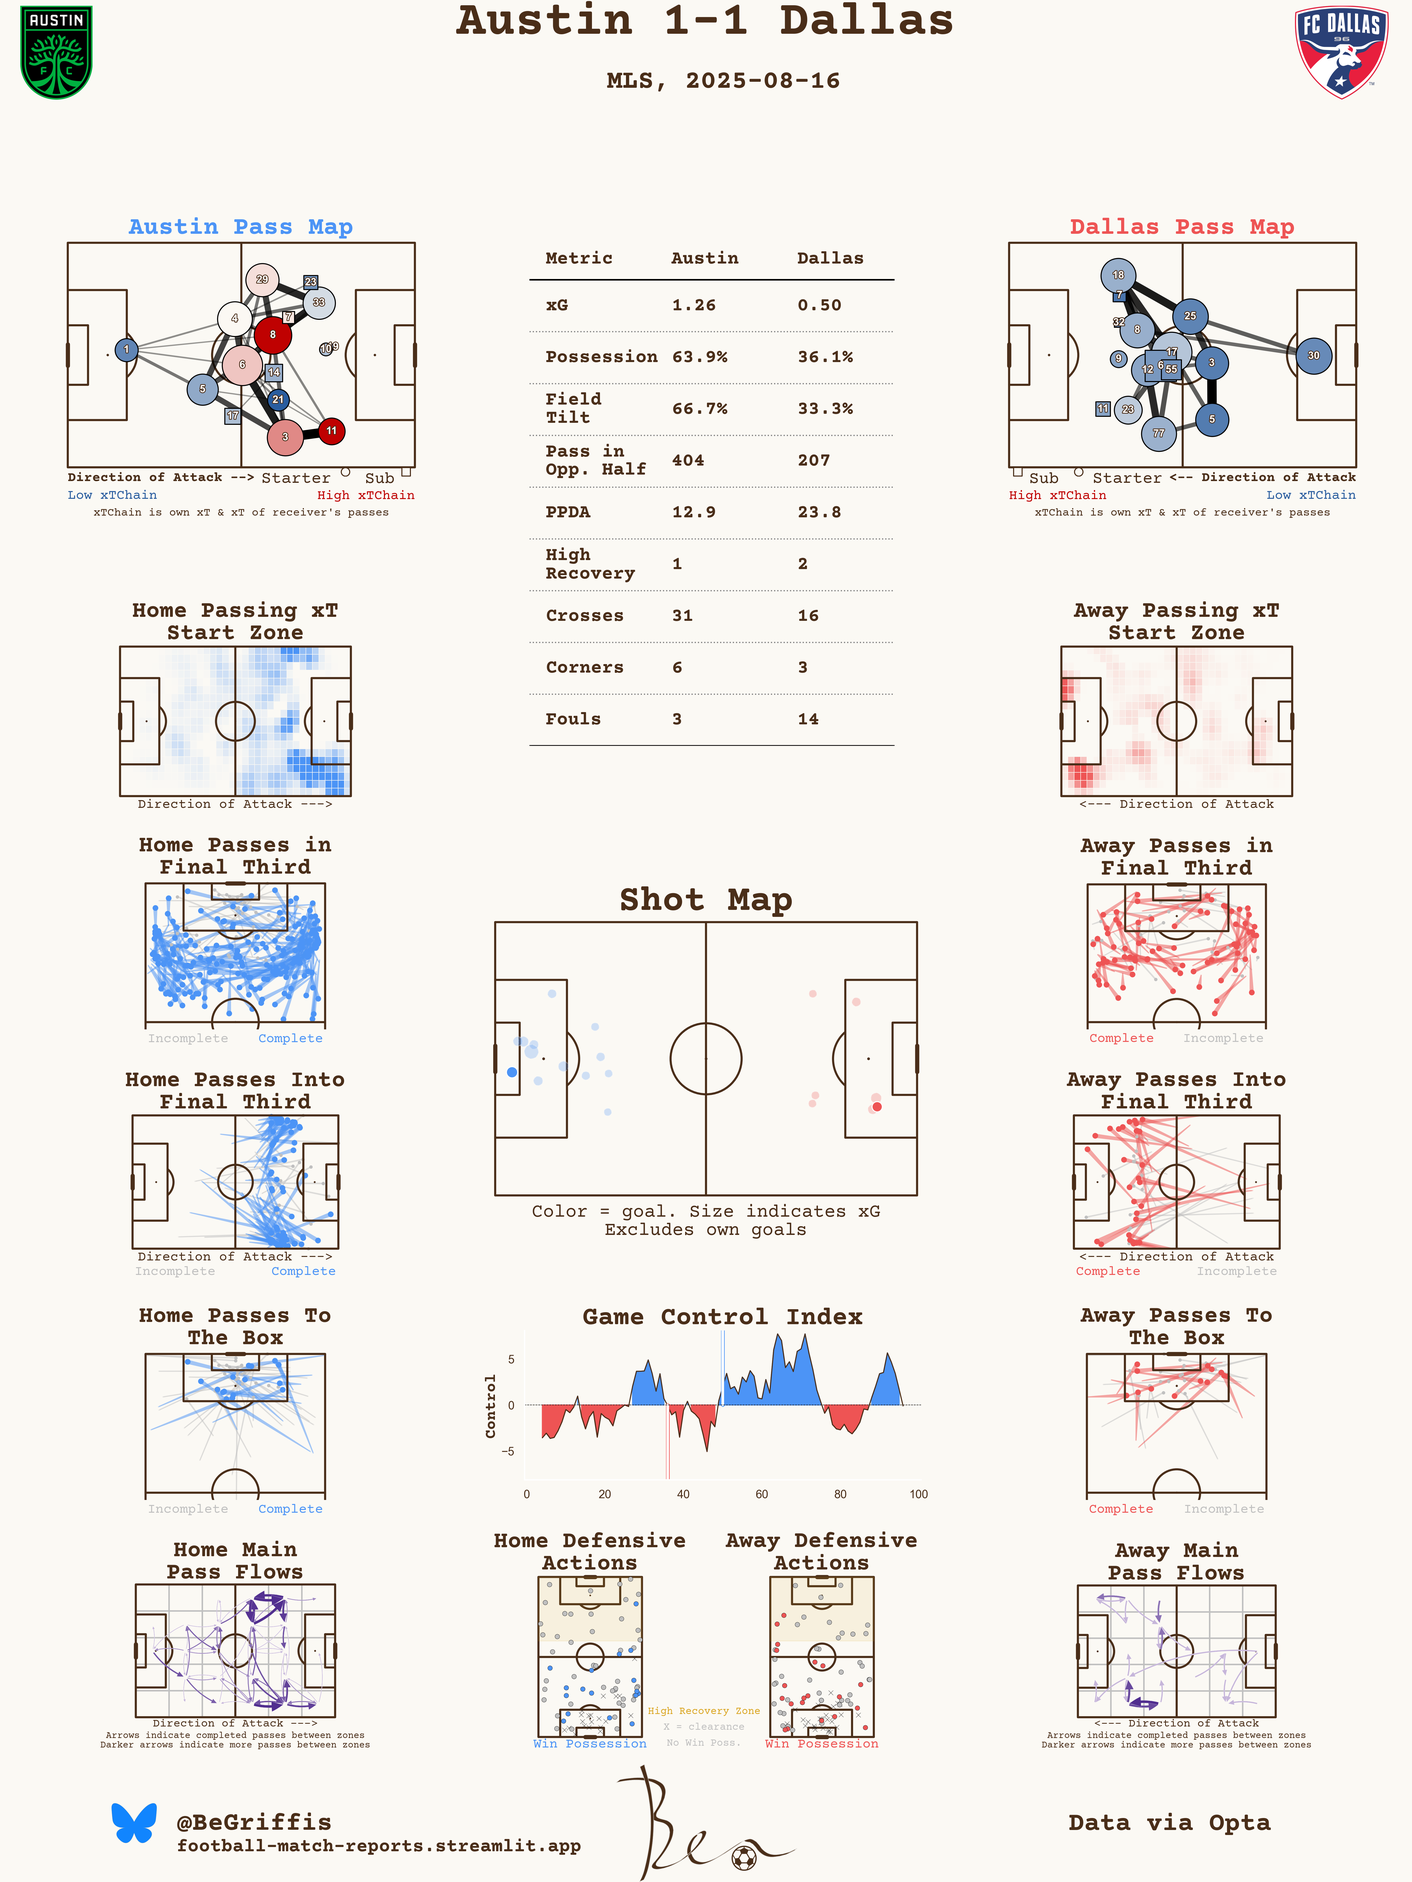 AUSTIN
F C
Austin 1-1 Dallas
MLS, 2025-08-16
FC DALLAS
96
TM
Austin Pass Map
29
23
33
4
7
8
10
19
1
6
14
5
21
17
3
11
Direction of Attack --> Starter Sub
Low xTChain High xTChain
xTChain is own xT & xT of receiver's passes
Metric Austin Dallas
xG 1.26 0.50
Possession 63.9% 36.1%
Field
Tilt 66.7% 33.3%
Pass in
Opp. Half 404 207
PPDA 12.9 23.8
High
Recovery 1 2
Crosses 31 16
Corners 6 3
Fouls 3 14
Dallas Pass Map
18
7
25
32
8
17
30
9
3
12
6
55
11
23
5
77
Sub Starter <-- Direction of Attack
High xTChain Low xTChain
xTChain is own xT & xT of receiver's passes
Home Passing xT
Start Zone
Direction of Attack --->
Away Passing xT
Start Zone
<--- Direction of Attack
Home Passes in
Final Third
Incomplete Complete
Away Passes in
Final Third
Complete Incomplete
Shot Map
Color = goal. Size indicates xG
Excludes own goals
Home Passes Into
Final Third
Direction of Attack --->
Incomplete Complete
Away Passes Into
Final Third
<--- Direction of Attack
Complete Incomplete
Home Passes To
The Box
Incomplete Complete
Game Control Index
Control
5
0
−5
0 20 40 60 80 100
Away Passes To
The Box
Complete Incomplete
Home Main
Pass Flows
Direction of Attack --->
Arrows indicate completed passes between zones
Darker arrows indicate more passes between zones
Home Defensive
Actions
Win Possession
Away Defensive
Actions
Win Possession
High Recovery Zone
X = clearance
No Win Poss.
Away Main
Pass Flows
<--- Direction of Attack
Arrows indicate completed passes between zones
Darker arrows indicate more passes between zones
@BeGriffis
football-match-reports.streamlit.app
Ben
Data via Opta